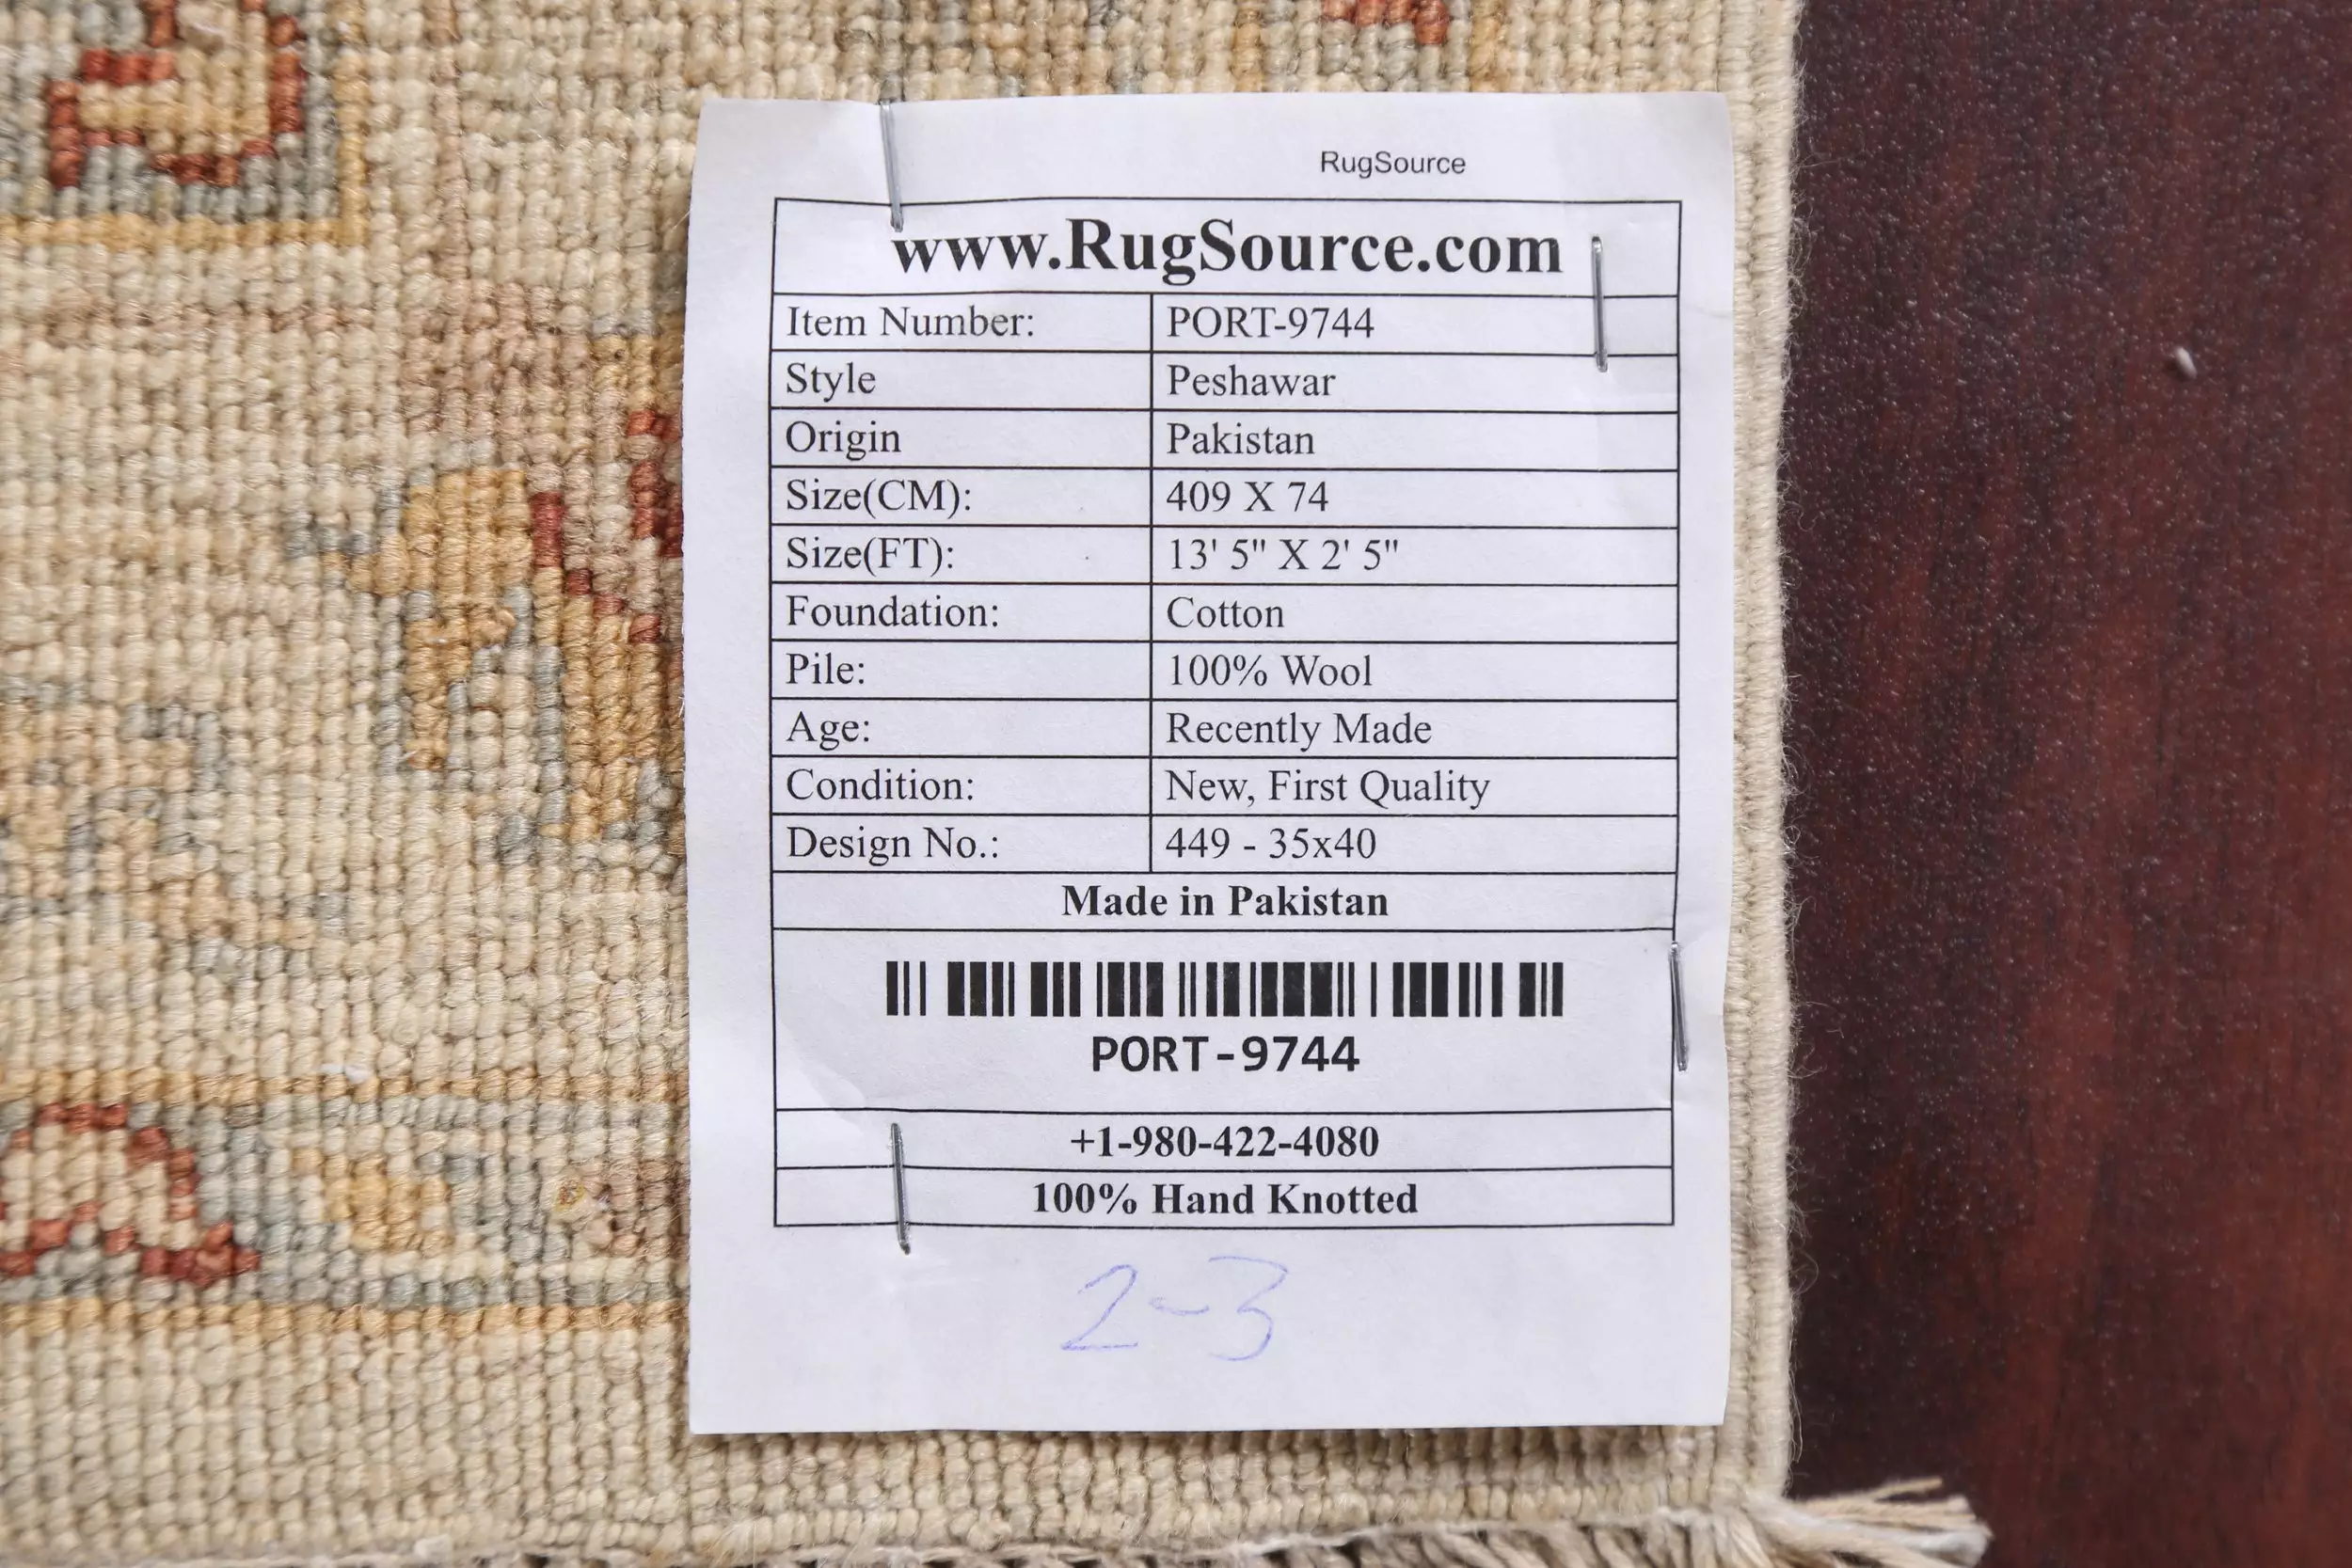 RugSource
www.RugSource.com
Item Number: PORT-9744
Style Peshawar
Origin Pakistan
Size(CM): 409 X 74
Size(FT): 13' 5" X 2' 5"
Foundation: Cotton
Pile: 100% Wool
Age: Recently Made
Condition: New, First Quality
Design No.: 449 - 35x40
Made in Pakistan
PORT-9744
+1-980-422-4080
100% Hand Knotted
2-3